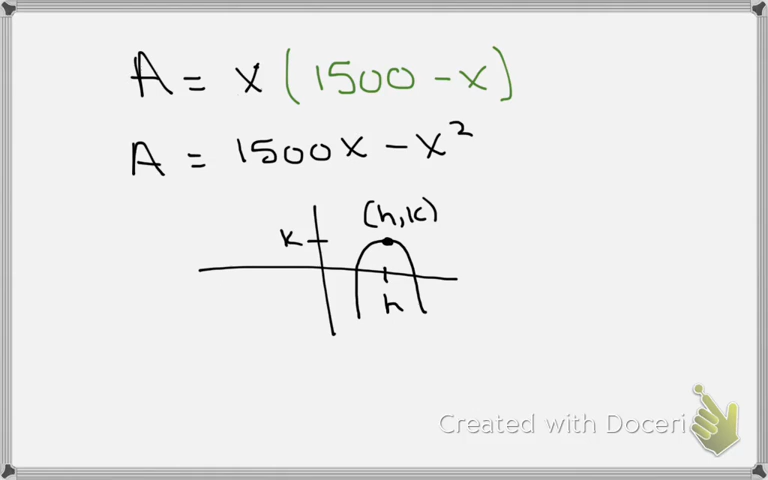 A = x (1500 - x)
A = 1500x - x²
(h,k)
k
h
Created with Doceri